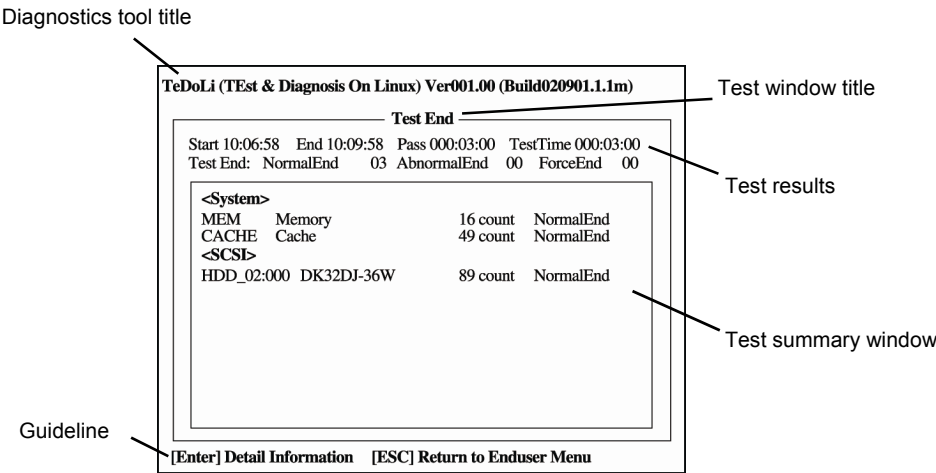 Diagnostics tool title
TeDoLi (TEst & Diagnosis On Linux) Ver001.00 (Build020901.1.1m)
Test window title
Test End
Start 10:06:58 End 10:09:58 Pass 000:03:00 TestTime 000:03:00
Test End: NormalEnd 03 AbnormalEnd 00 ForceEnd 00
Test results
<System>
MEM Memory 16 count NormalEnd
CACHE Cache 49 count NormalEnd
<SCSI>
HDD_02:000 DK32DJ-36W 89 count NormalEnd
Test summary window
Guideline
[Enter] Detail Information [ESC] Return to Enduser Menu